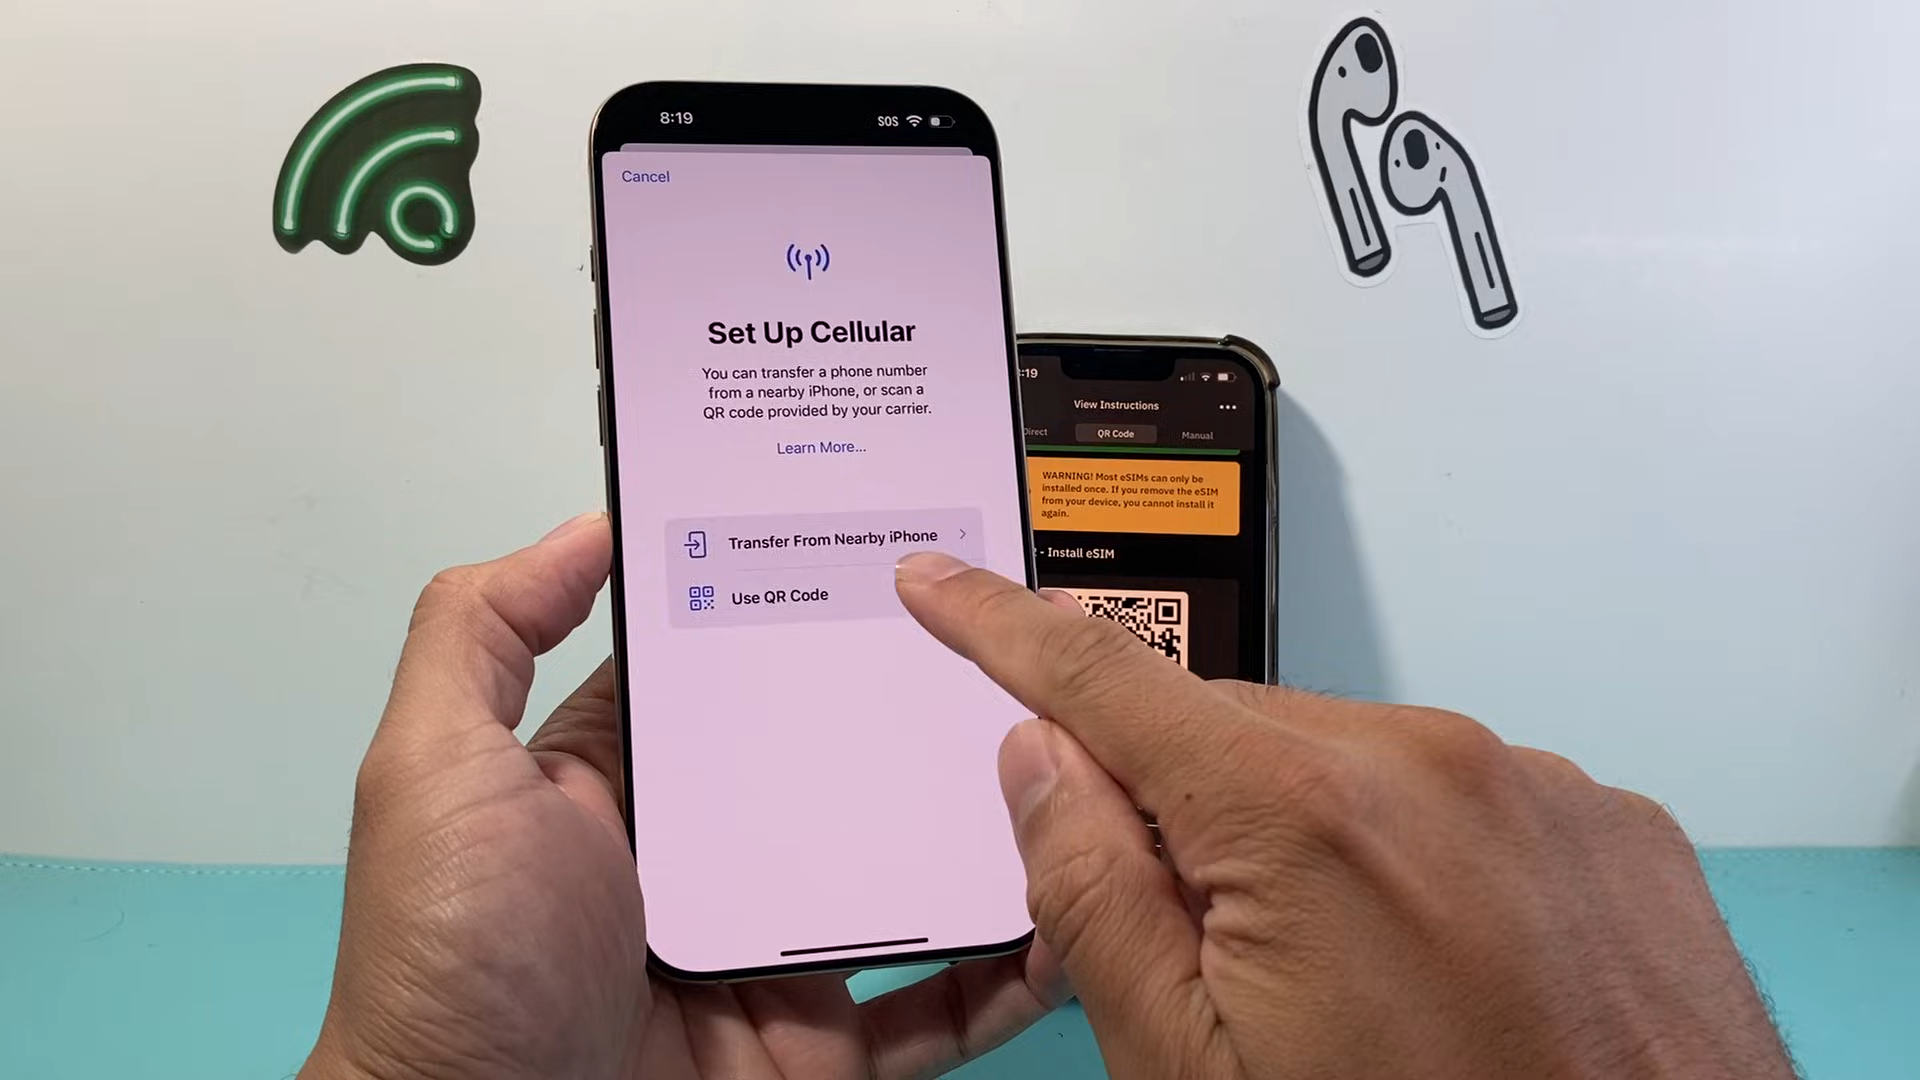 8:19
SOS
Cancel
Set Up Cellular
You can transfer a phone number
from a nearby iPhone, or scan a
QR code provided by your carrier.
Learn More...
Transfer From Nearby iPhone
Use QR Code
:19
View Instructions
Direct
QR Code
Manual
WARNING! Most eSIMs can only be
installed once. If you remove the eSIM
from your device, you cannot install it
again.
- Install eSIM